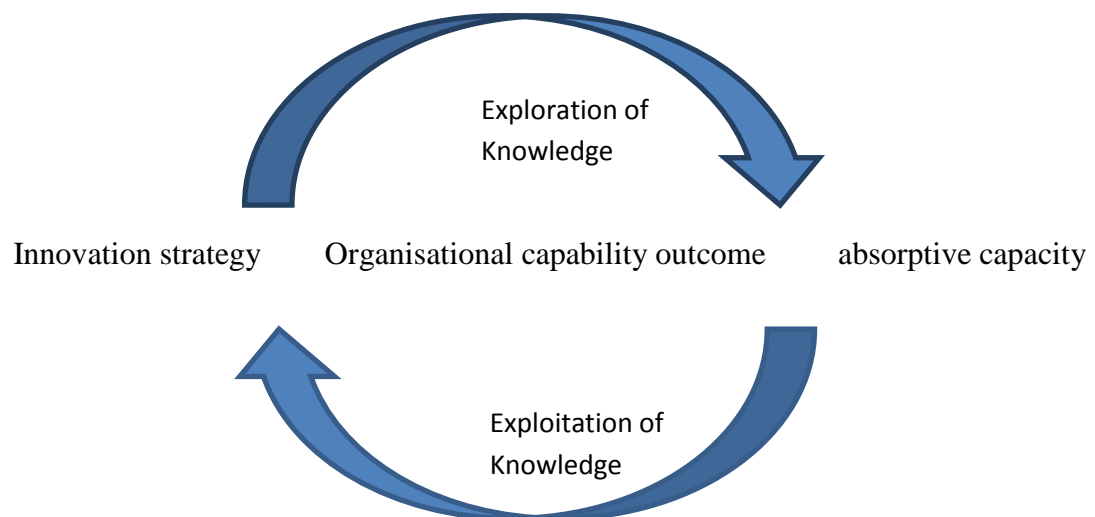 Exploration of
Knowledge
Innovation strategy Organisational capability outcome absorptive capacity
Exploitation of
Knowledge